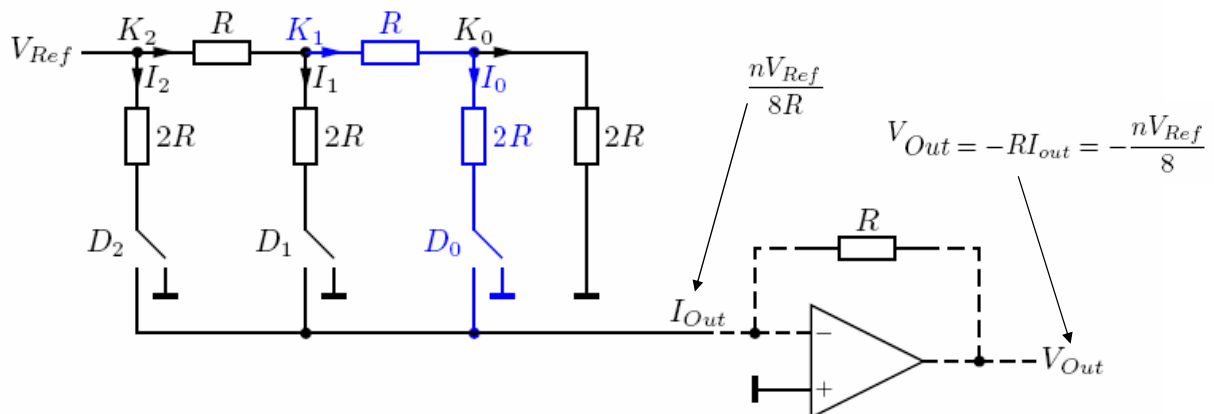 V_Ref K_2 R K_1 R K_0
I_2 I_1 I_0
2R 2R 2R 2R
D_2 D_1 D_0
nV_Ref / 8R
V_Out = −RI_out = −nV_Ref / 8
R
I_Out
−
+
V_Out